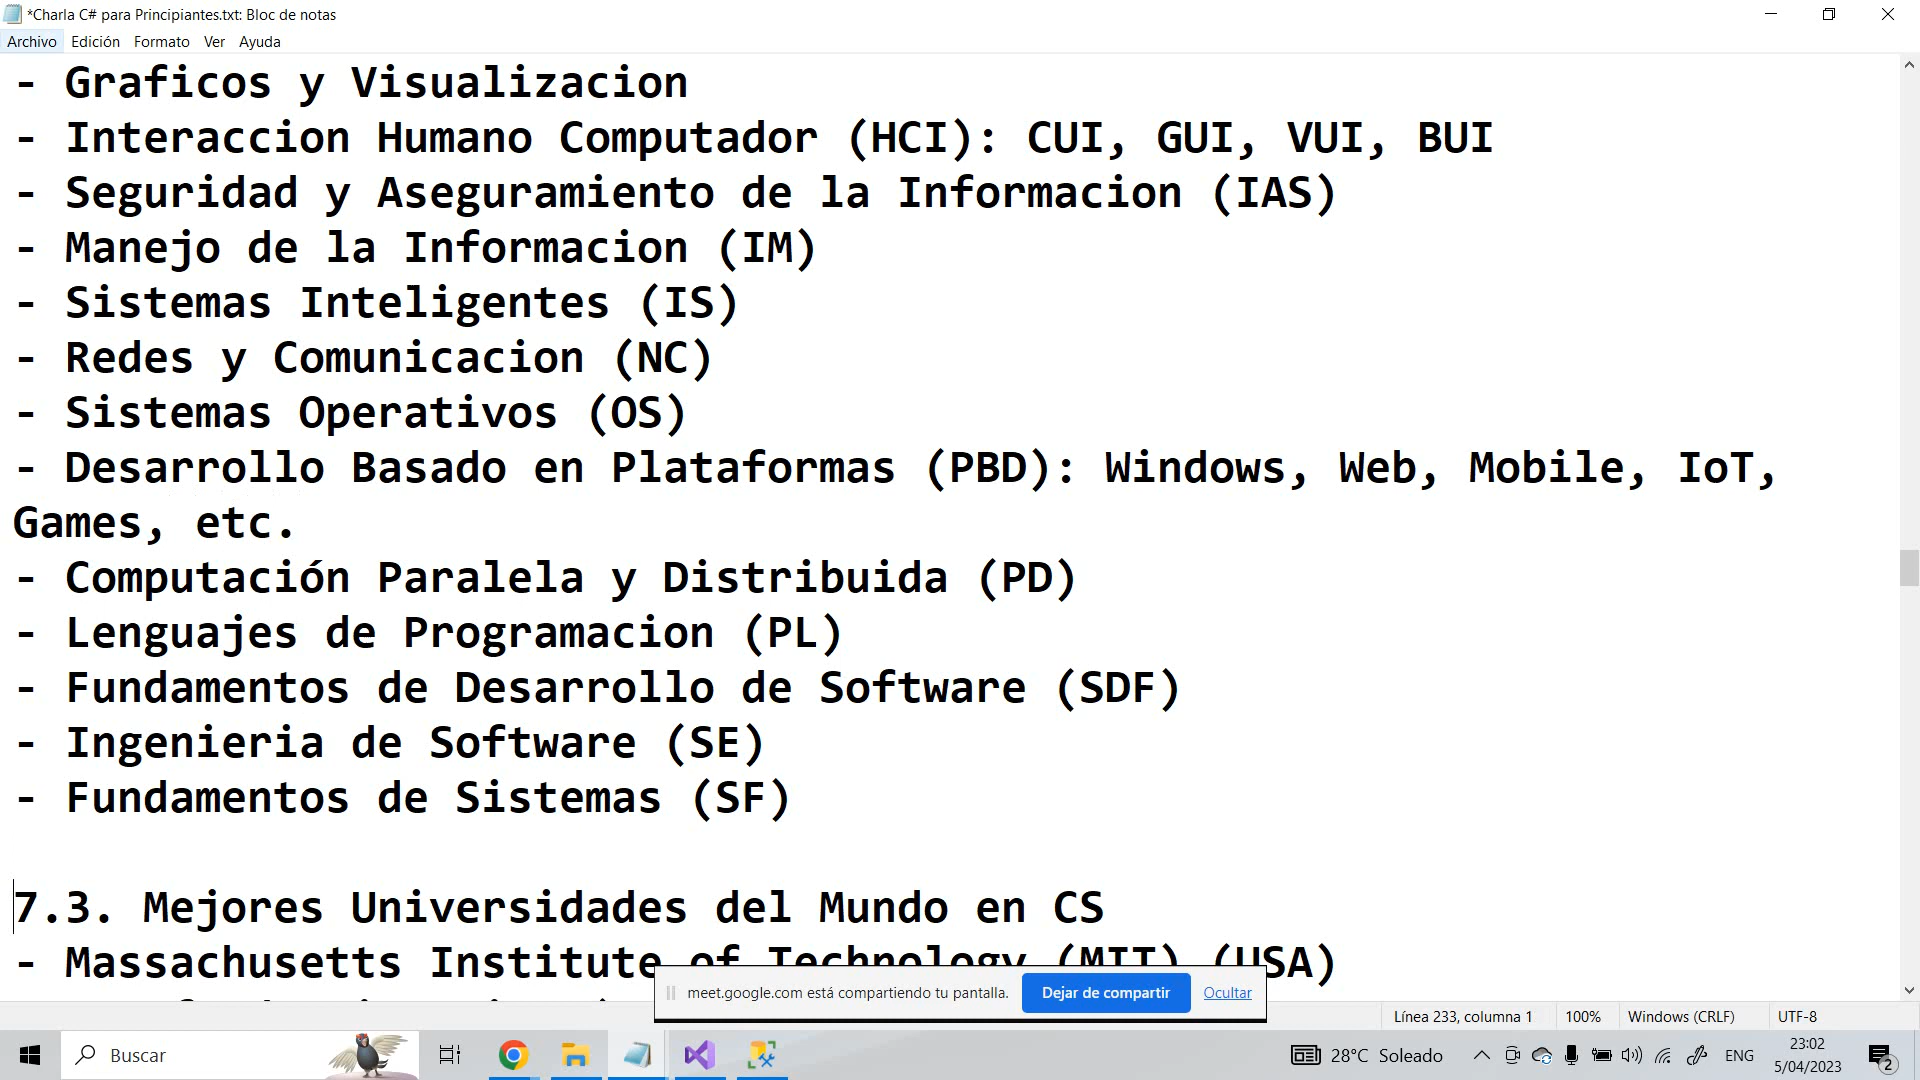 *Charla C# para Principiantes.txt: Bloc de notas
Archivo Edición Formato Ver Ayuda
- Graficos y Visualizacion
- Interaccion Humano Computador (HCI): CUI, GUI, VUI, BUI
- Seguridad y Aseguramiento de la Informacion (IAS)
- Manejo de la Informacion (IM)
- Sistemas Inteligentes (IS)
- Redes y Comunicacion (NC)
- Sistemas Operativos (OS)
- Desarrollo Basado en Plataformas (PBD): Windows, Web, Mobile, IoT,
Games, etc.
- Computación Paralela y Distribuida (PD)
- Lenguajes de Programacion (PL)
- Fundamentos de Desarrollo de Software (SDF)
- Ingenieria de Software (SE)
- Fundamentos de Sistemas (SF)
7.3. Mejores Universidades del Mundo en CS
- Massachusetts Institute of Technology (MIT) (USA)
meet.google.com está compartiendo tu pantalla. Dejar de compartir Ocultar
Línea 233, columna 1 100% Windows (CRLF) UTF-8
Buscar 28°C Soleado ENG 23:02
5/04/2023 2